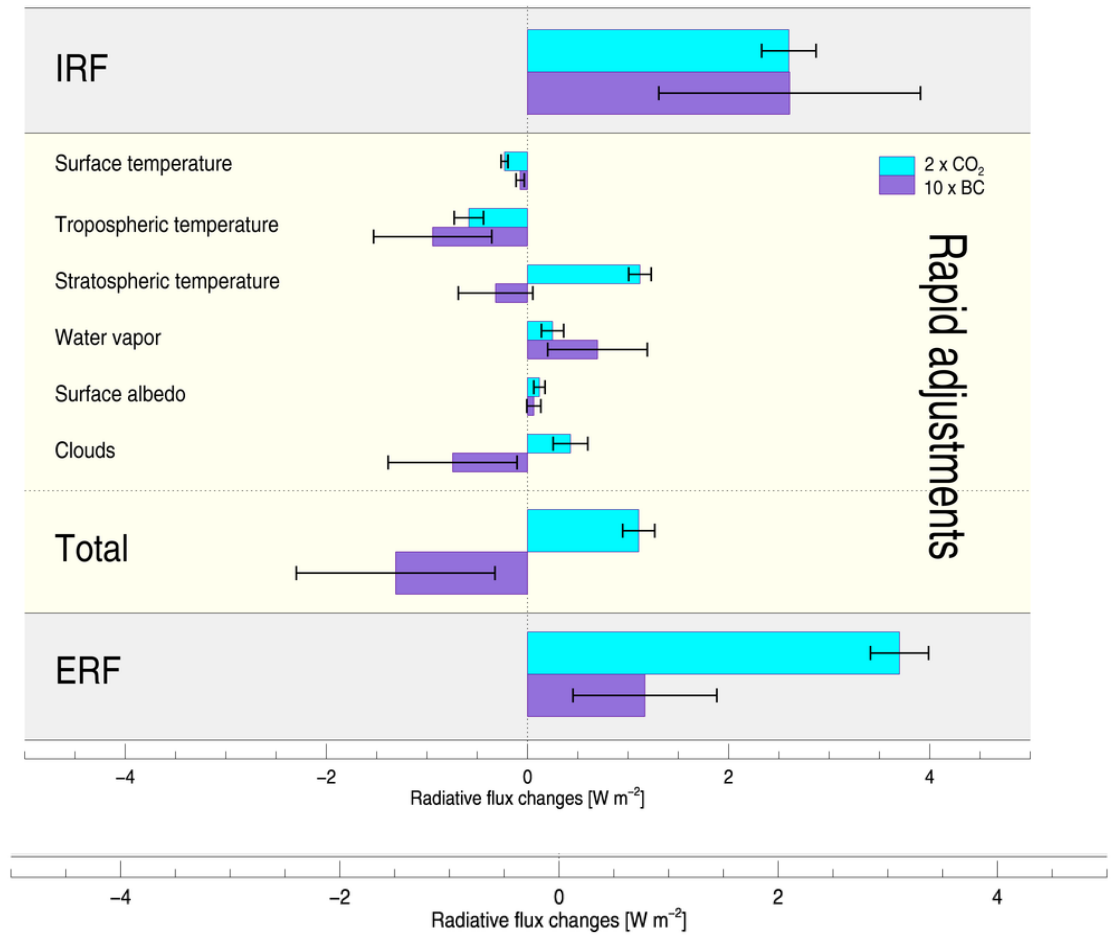 IRF
Surface temperature
2 x CO₂
10 x BC
Tropospheric temperature
Stratospheric temperature
Water vapor
Surface albedo
Clouds
Rapid adjustments
Total
ERF
−4 −2 0 2 4
Radiative flux changes [W m⁻²]
−4 −2 0 2 4
Radiative flux changes [W m⁻²]